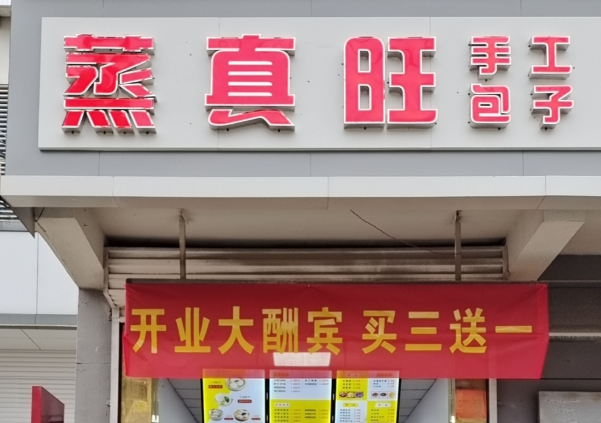 蒸真旺
手工
包子
开业大酬宾 买三送一